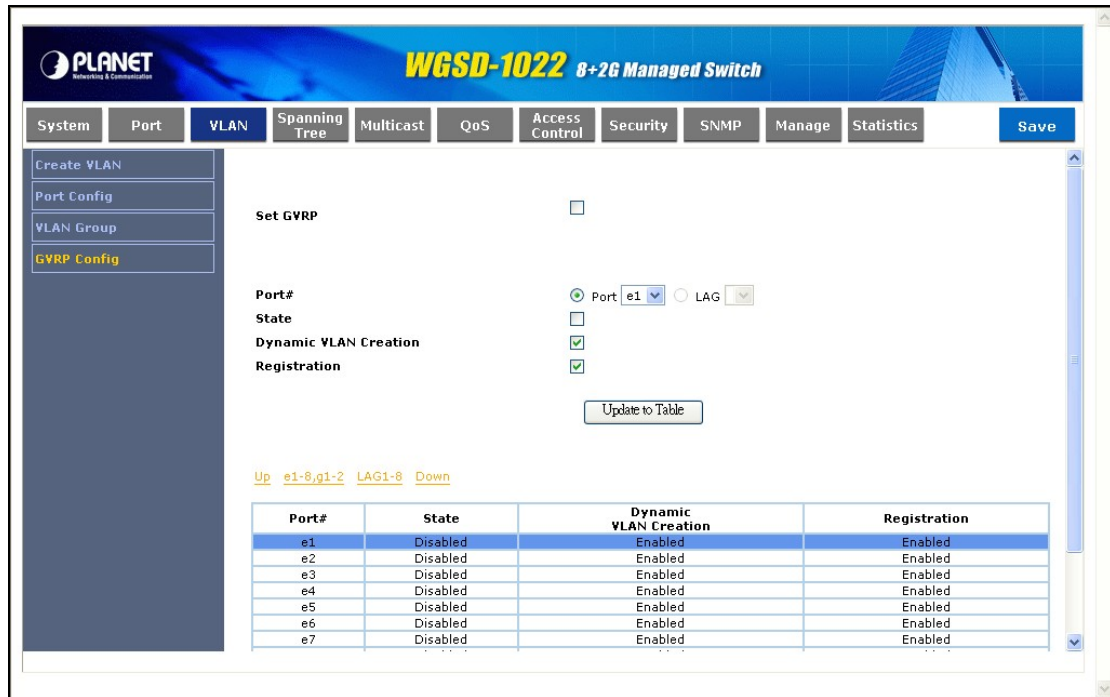 PLANET
Networking & Communication
WGSD-1022 8+2G Managed Switch
System Port VLAN Spanning Tree Multicast QoS Access Control Security SNMP Manage Statistics Save
Create VLAN
Port Config
VLAN Group
GVRP Config
Set GVRP
Port# Port e1 LAG
State
Dynamic VLAN Creation
Registration
Update to Table
Up e1-8,g1-2 LAG1-8 Down
Port# State Dynamic VLAN Creation Registration
e1 Disabled Enabled Enabled
e2 Disabled Enabled Enabled
e3 Disabled Enabled Enabled
e4 Disabled Enabled Enabled
e5 Disabled Enabled Enabled
e6 Disabled Enabled Enabled
e7 Disabled Enabled Enabled